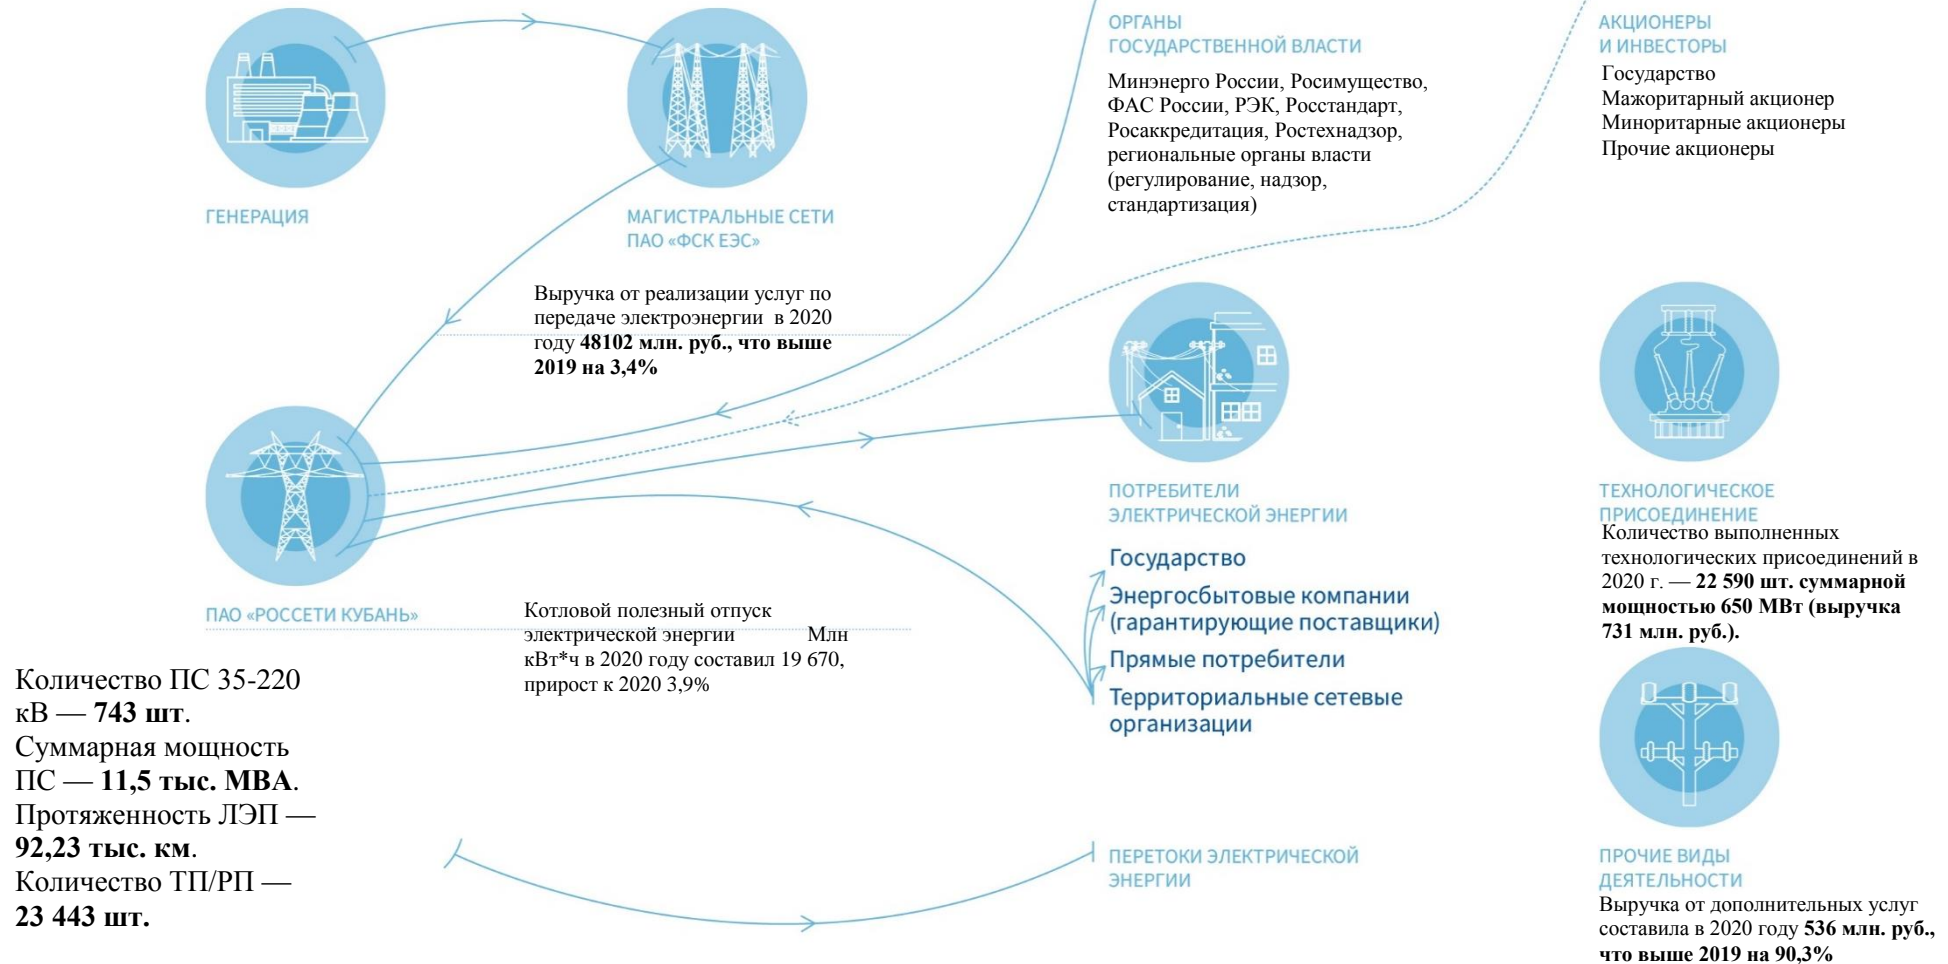 ГЕНЕРАЦИЯ
МАГИСТРАЛЬНЫЕ СЕТИ
ПАО «ФСК ЕЭС»
ОРГАНЫ
ГОСУДАРСТВЕННОЙ ВЛАСТИ
Минэнерго России, Росимущество,
ФАС России, РЭК, Росстандарт,
Росаккредитация, Ростехнадзор,
региональные органы власти
(регулирование, надзор,
стандартизация)
АКЦИОНЕРЫ
И ИНВЕСТОРЫ
Государство
Мажоритарный акционер
Миноритарные акционеры
Прочие акционеры
Выручка от реализации услуг по
передаче электроэнергии в 2020
году 48102 млн. руб., что выше
2019 на 3,4%
ПАО «РОССЕТИ КУБАНЬ»
Котловой полезный отпуск
электрической энергии Млн
кВт*ч в 2020 году составил 19 670,
прирост к 2020 3,9%
ПОТРЕБИТЕЛИ
ЭЛЕКТРИЧЕСКОЙ ЭНЕРГИИ
Государство
Энергосбытовые компании
(гарантирующие поставщики)
Прямые потребители
Территориальные сетевые
организации
ТЕХНОЛОГИЧЕСКОЕ
ПРИСОЕДИНЕНИЕ
Количество выполненных
технологических присоединений в
2020 г. — 22 590 шт. суммарной
мощностью 650 МВт (выручка
731 млн. руб.).
Количество ПС 35-220
кВ — 743 шт.
Суммарная мощность
ПС — 11,5 тыс. МВА.
Протяженность ЛЭП —
92,23 тыс. км.
Количество ТП/РП —
23 443 шт.
ПЕРЕТОКИ ЭЛЕКТРИЧЕСКОЙ
ЭНЕРГИИ
ПРОЧИЕ ВИДЫ
ДЕЯТЕЛЬНОСТИ
Выручка от дополнительных услуг
составила в 2020 году 536 млн. руб.,
что выше 2019 на 90,3%